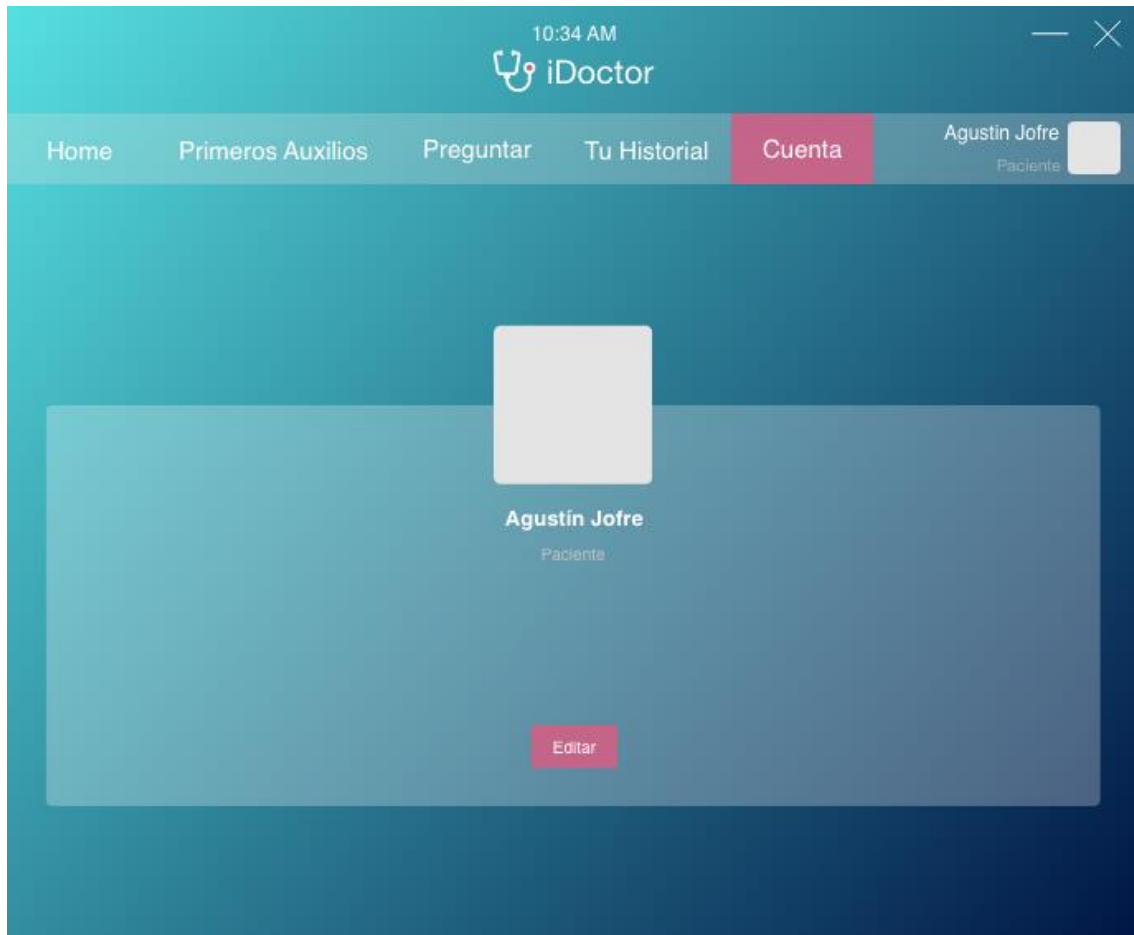 10:34 AM
iDoctor
Home Primeros Auxilios Preguntar Tu Historial Cuenta
Agustin Jofre
Paciente
Agustín Jofre
Paciente
Editar